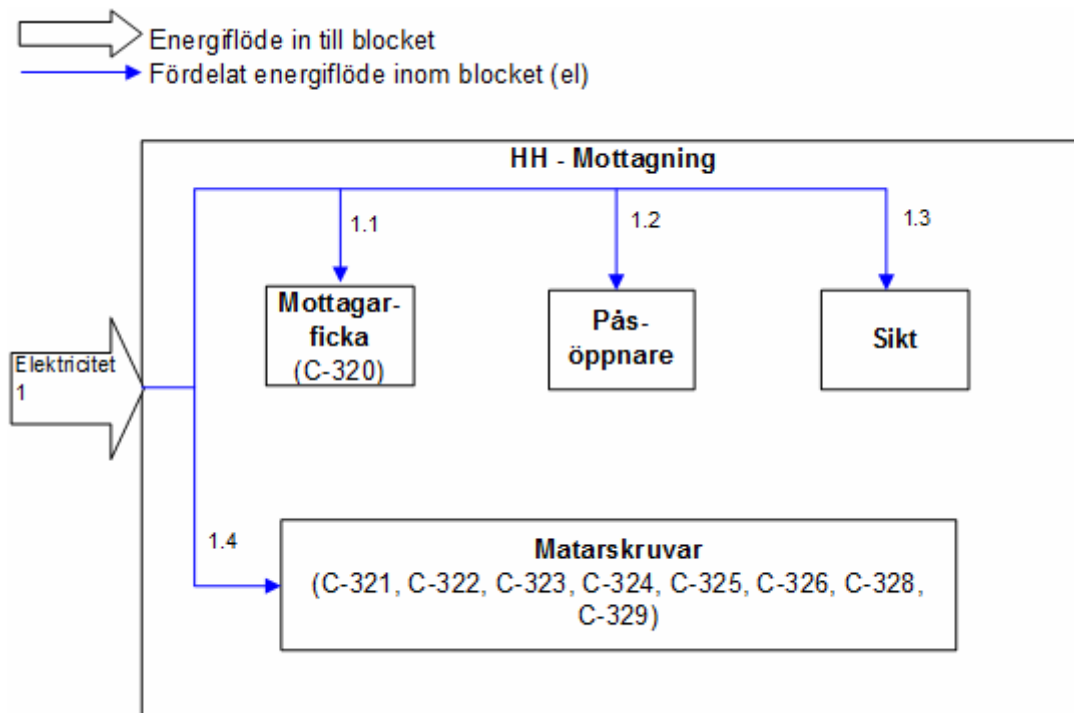 Energiflöde in till blocket
Fördelat energiflöde inom blocket (el)
HH - Mottagning
1.1
1.2
1.3
Mottagar-
ficka
(C-320)
Pås-
öppnare
Sikt
Elektricitet
1
1.4
Matarskruvar
(C-321, C-322, C-323, C-324, C-325, C-326, C-328,
C-329)